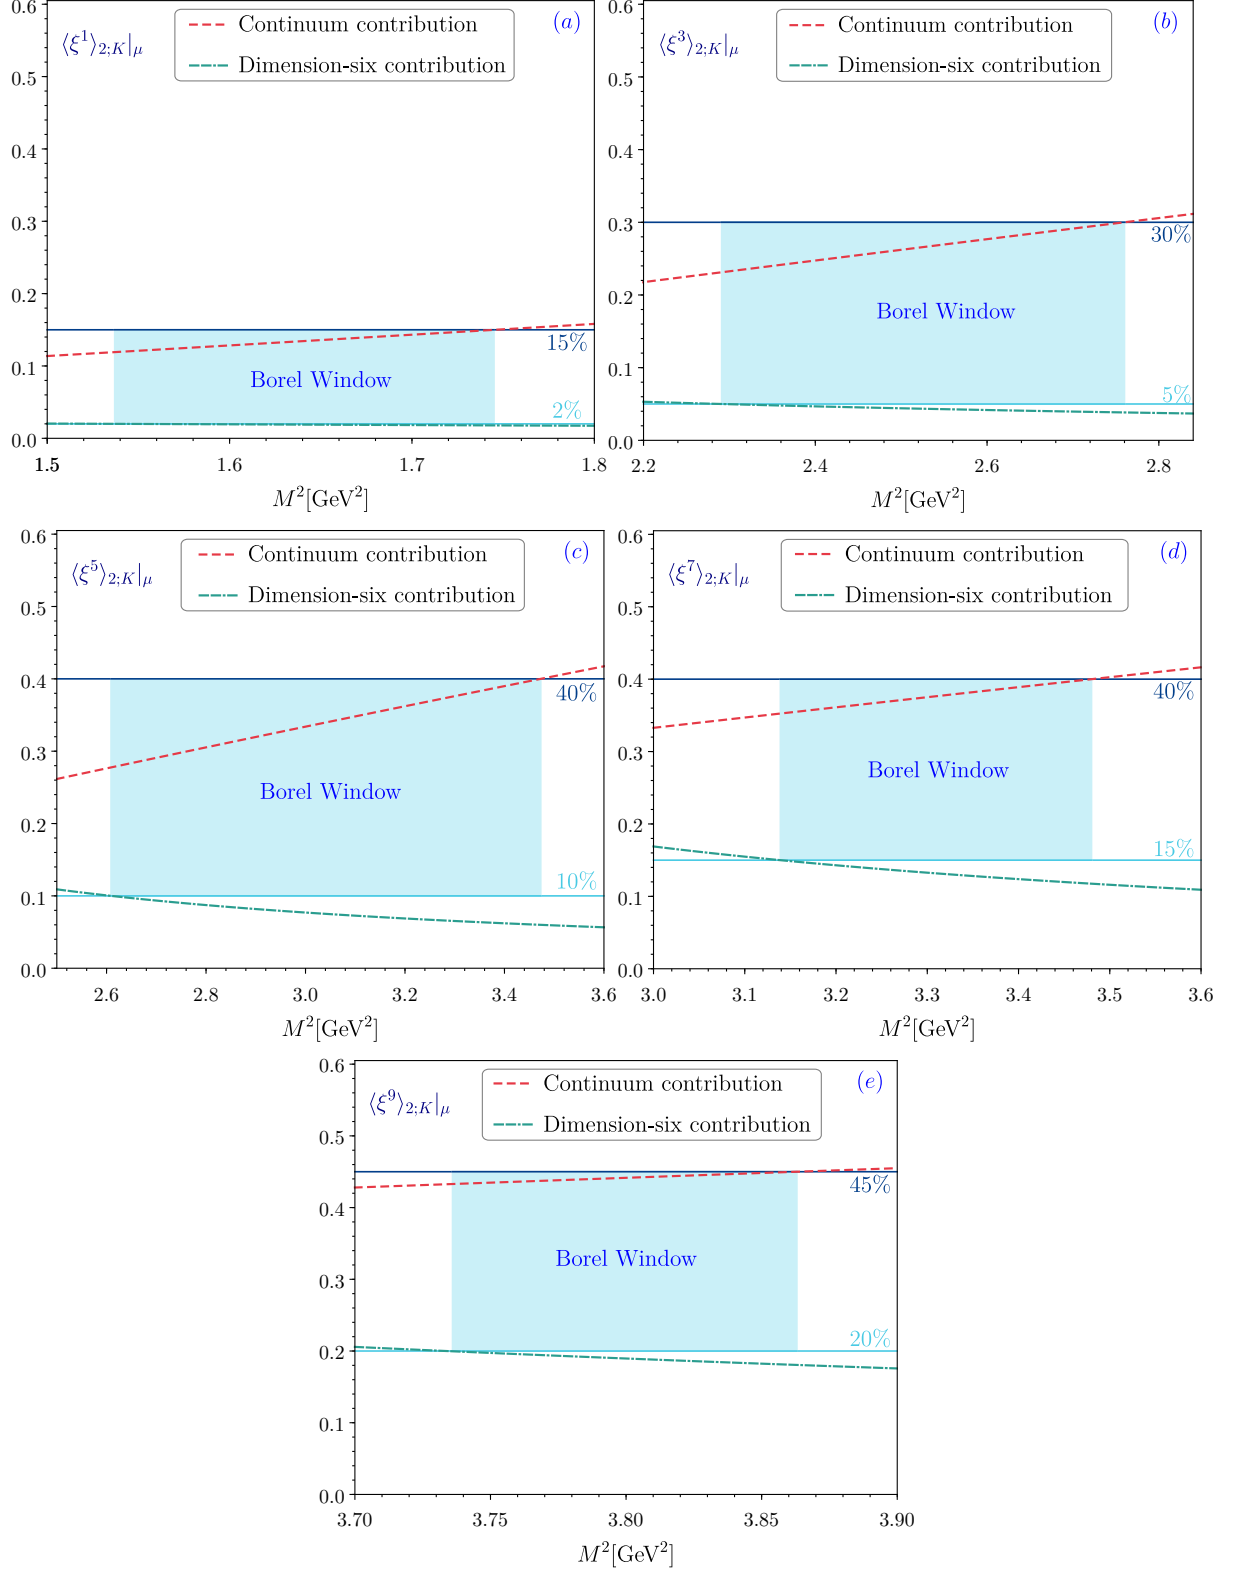 Continuum contribution
Dimension-six contribution
(a)
⟨ξ¹⟩₂;K|μ
0.6
0.5
0.4
0.3
0.2
0.1
0.0
15%
Borel Window
2%
1.5
1.6
1.7
1.8
M²[GeV²]
Continuum contribution
Dimension-six contribution
(b)
⟨ξ³⟩₂;K|μ
0.6
0.5
0.4
0.3
0.2
0.1
0.0
30%
Borel Window
5%
2.2
2.4
2.6
2.8
M²[GeV²]
Continuum contribution
Dimension-six contribution
(c)
⟨ξ⁵⟩₂;K|μ
0.6
0.5
0.4
0.3
0.2
0.1
0.0
40%
Borel Window
10%
2.6
2.8
3.0
3.2
3.4
3.6
M²[GeV²]
Continuum contribution
Dimension-six contribution
(d)
⟨ξ⁷⟩₂;K|μ
0.6
0.5
0.4
0.3
0.2
0.1
0.0
40%
Borel Window
15%
3.0
3.1
3.2
3.3
3.4
3.5
3.6
M²[GeV²]
Continuum contribution
Dimension-six contribution
(e)
⟨ξ⁹⟩₂;K|μ
0.6
0.5
0.4
0.3
0.2
0.1
0.0
45%
Borel Window
20%
3.70
3.75
3.80
3.85
3.90
M²[GeV²]